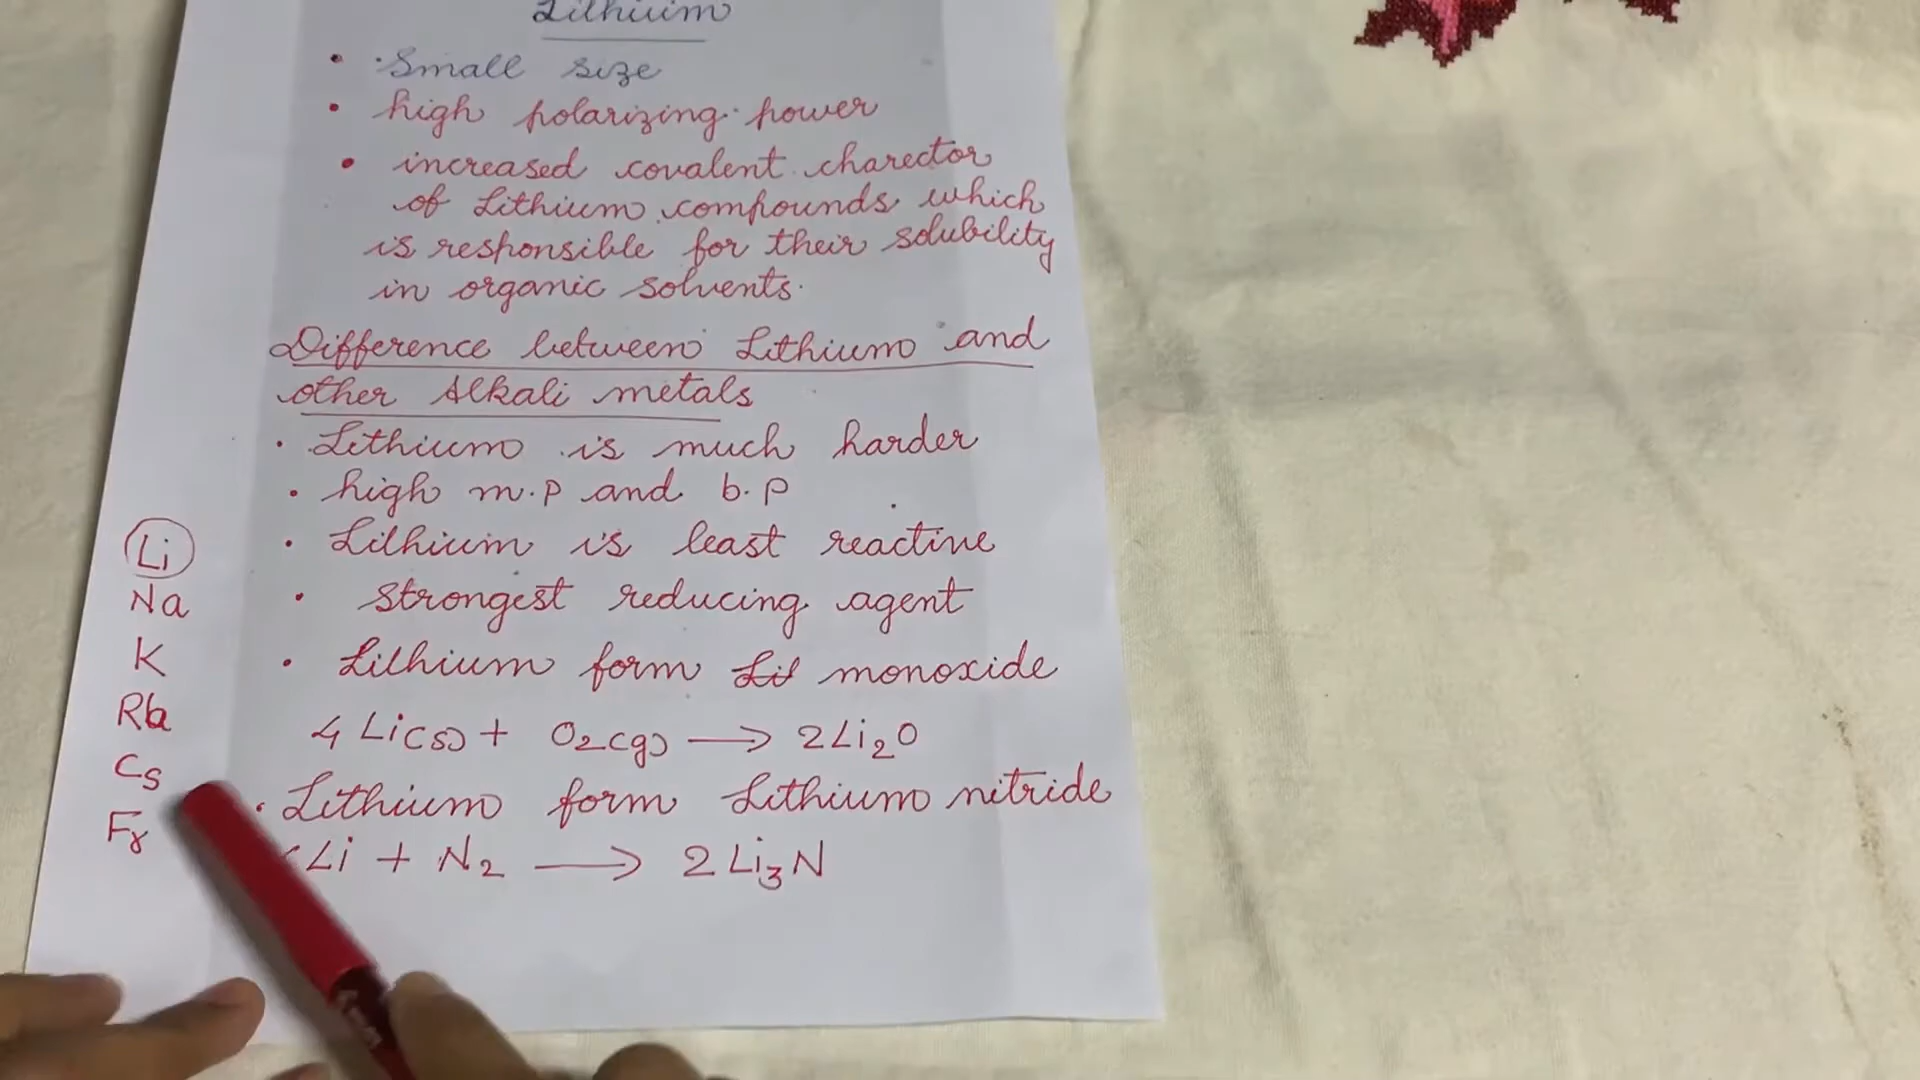 Lithium
• Small size
• high polarizing power
• increased covalent charector
of Lithium compounds which
is responsible for their solubility
in organic solvents.
Difference between Lithium and
other Alkali metals
• Lithium is much harder
• high m.p and b.p
• Lithium is least reactive
• Strongest reducing agent
• Lithium form monoxide
4 Li(s) + O2(g) → 2Li2O
• Lithium form Lithium nitride
Li + N2 → 2Li3N
Li
Na
K
Rb
Cs
Fr